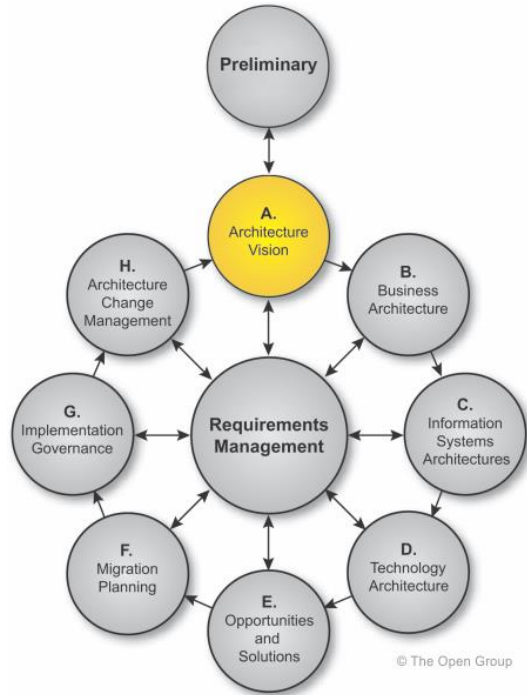 Preliminary
A.
Architecture
Vision
B.
Business
Architecture
C.
Information
Systems
Architectures
D.
Technology
Architecture
E.
Opportunities
and
Solutions
F.
Migration
Planning
G.
Implementation
Governance
H.
Architecture
Change
Management
Requirements
Management
© The Open Group